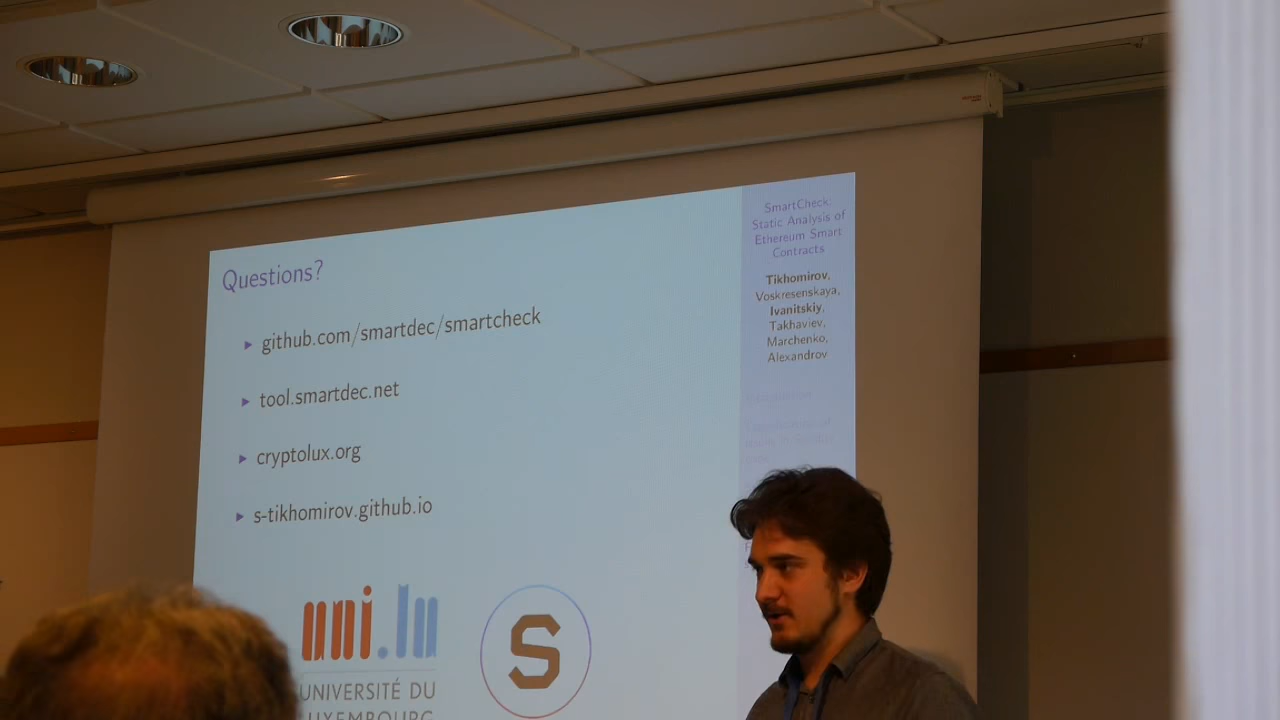 Questions?
github.com/smartdec/smartcheck
tool.smartdec.net
cryptolux.org
s-tikhomirov.github.io
uni.lu
UNIVERSITÉ DU
LUXEMBOURG
S
SmartCheck:
Static Analysis of
Ethereum Smart
Contracts
Tikhomirov,
Voskresenskaya,
Ivanitskiy,
Takhaviev,
Marchenko,
Alexandrov